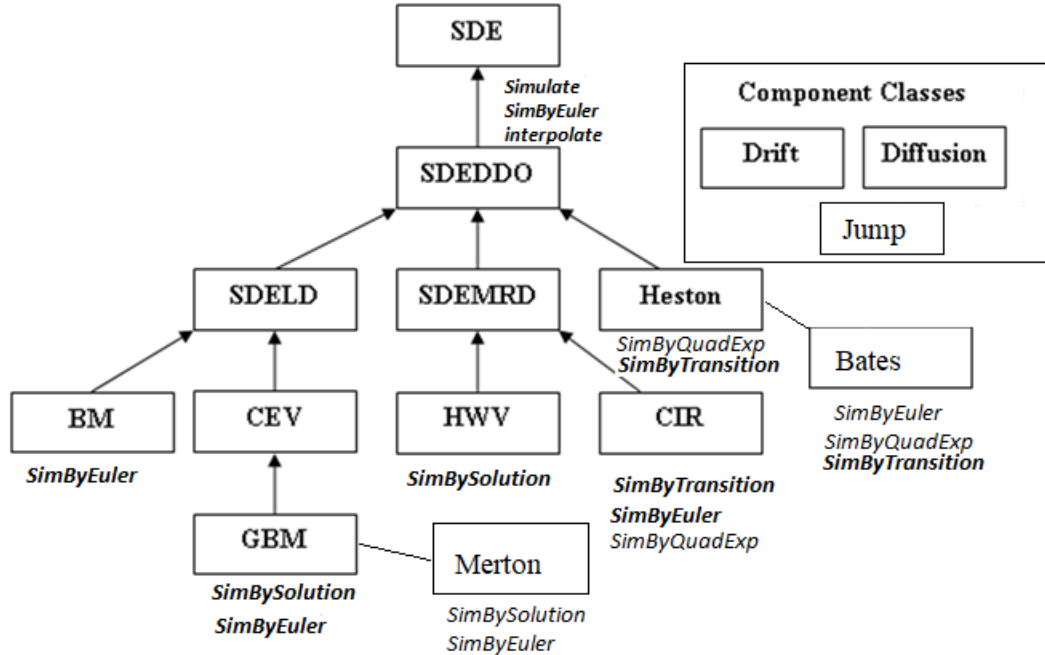 SDE
Simulate
SimByEuler
interpolate
Component Classes
Drift
Diffusion
Jump
SDEDDO
SDELD
SDEMRD
Heston
SimByQuadExp
SimByTransition
Bates
SimByEuler
SimByQuadExp
SimByTransition
BM
SimByEuler
CEV
HWV
SimBySolution
CIR
SimByTransition
SimByEuler
SimByQuadExp
GBM
SimBySolution
SimByEuler
Merton
SimBySolution
SimByEuler